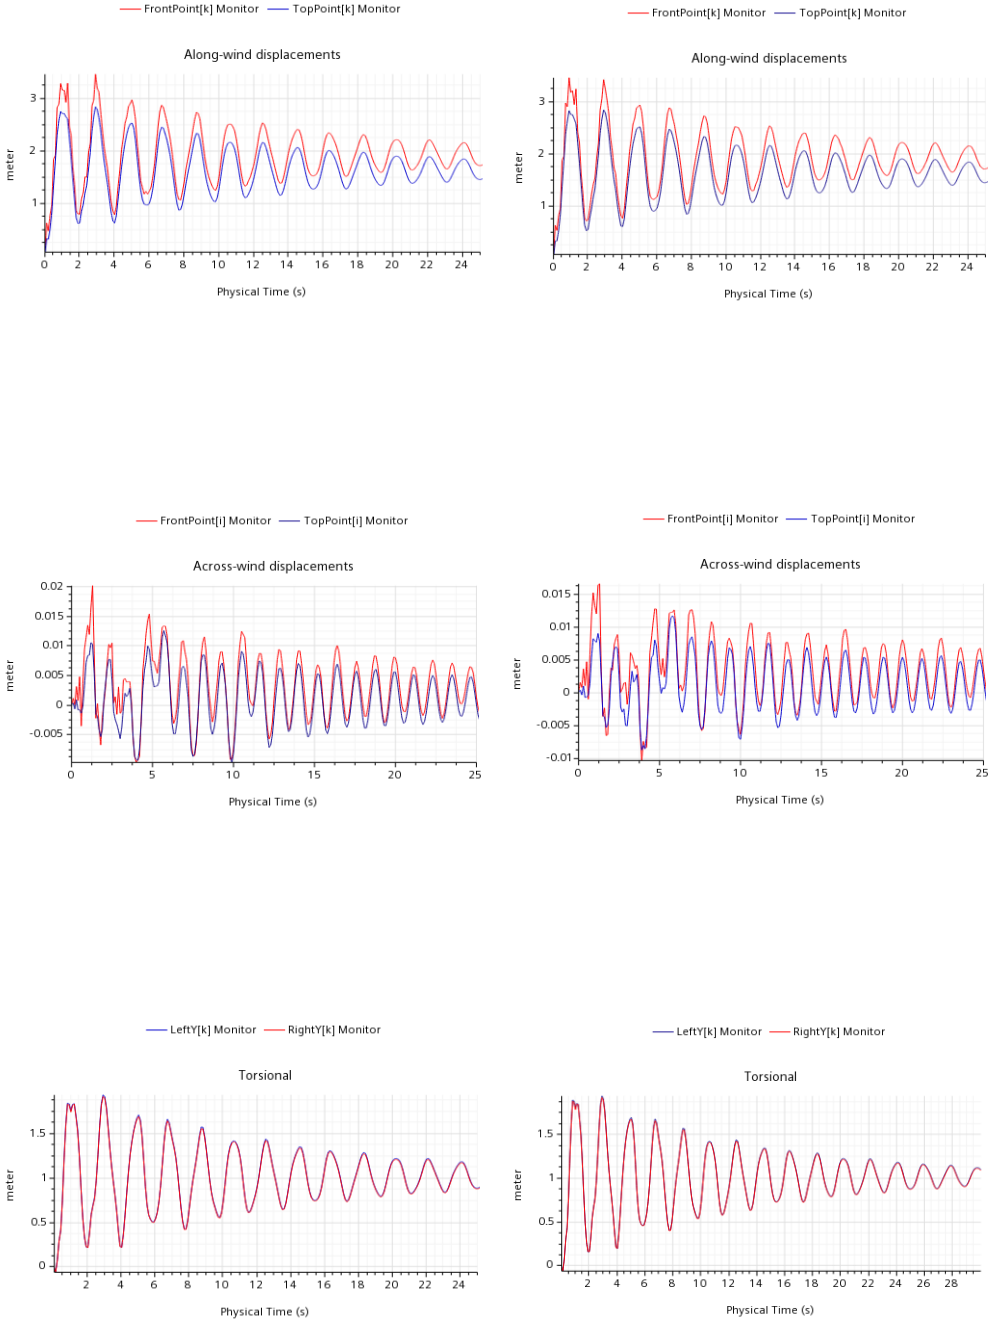 FrontPoint[k] Monitor TopPoint[k] Monitor
Along-wind displacements
3
2
1
meter
0 2 4 6 8 10 12 14 16 18 20 22 24
Physical Time (s)
FrontPoint[k] Monitor TopPoint[k] Monitor
Along-wind displacements
3
2
1
meter
0 2 4 6 8 10 12 14 16 18 20 22 24
Physical Time (s)
FrontPoint[i] Monitor TopPoint[i] Monitor
Across-wind displacements
0.02
0.015
0.01
0.005
0
-0.005
meter
0 5 10 15 20 25
Physical Time (s)
FrontPoint[i] Monitor TopPoint[i] Monitor
Across-wind displacements
0.015
0.01
0.005
0
-0.005
-0.01
meter
0 5 10 15 20 25
Physical Time (s)
LeftY[k] Monitor RightY[k] Monitor
Torsional
1.5
1
0.5
0
meter
2 4 6 8 10 12 14 16 18 20 22 24
Physical Time (s)
LeftY[k] Monitor RightY[k] Monitor
Torsional
1.5
1
0.5
0
meter
2 4 6 8 10 12 14 16 18 20 22 24 26 28
Physical Time (s)